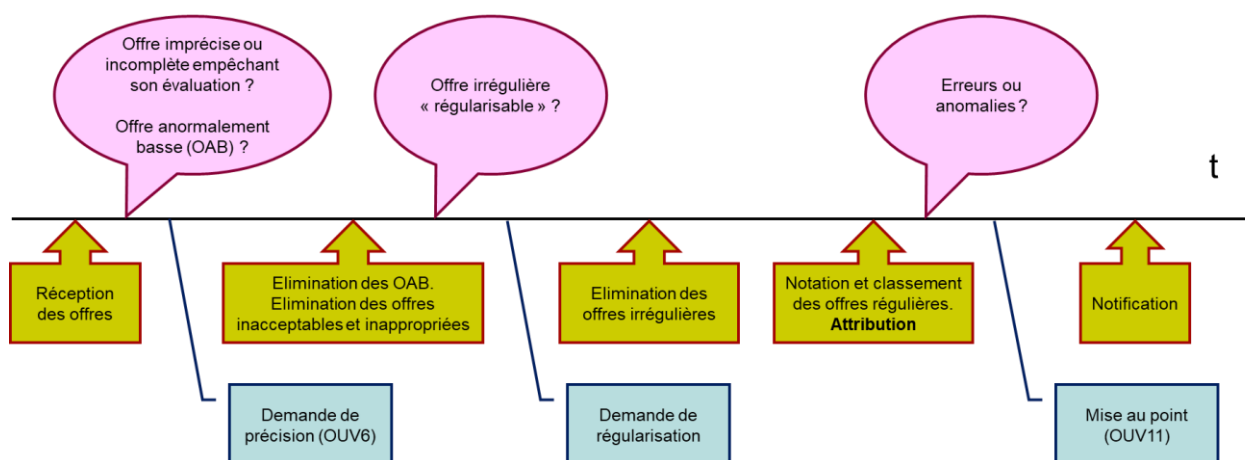 Offre imprécise ou
incomplète empêchant
son évaluation ?
Offre anormalement
basse (OAB) ?
Offre irrégulière
« régularisable » ?
Erreurs ou
anomalies ?
t
Réception
des offres
Elimination des OAB.
Elimination des offres
inacceptables et inappropriées
Elimination des
offres irrégulières
Notation et classement
des offres régulières.
Attribution
Notification
Demande de
précision (OUV6)
Demande de
régularisation
Mise au point
(OUV11)